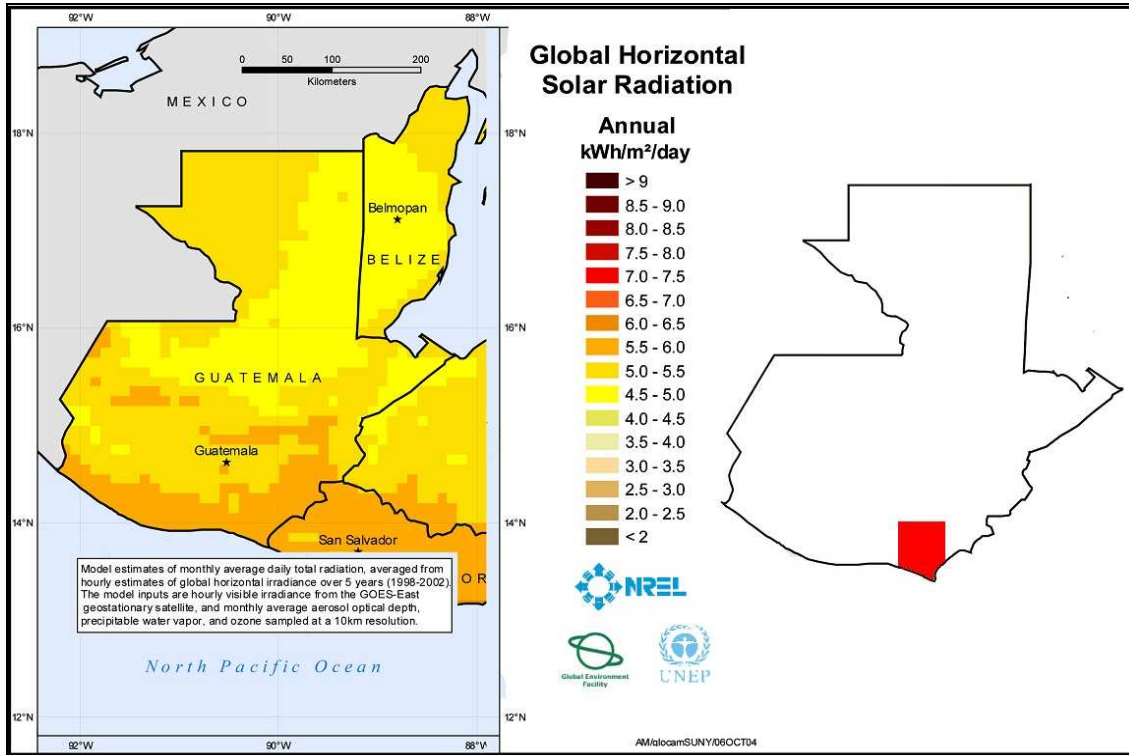 92°W
90°W
88°W
0 50 100 200
Kilometers
MEXICO
18°N
18°N
Belmopan
BELIZE
16°N
16°N
GUATEMALA
Guatemala
14°N
14°N
San Salvador
OR
Model estimates of monthly average daily total radiation, averaged from
hourly estimates of global horizontal irradiance over 5 years (1998-2002).
The model inputs are hourly visible irradiance from the GOES-East
geostationary satellite, and monthly average aerosol optical depth,
precipitable water vapor, and ozone sampled at a 10km resolution.
North Pacific Ocean
12°N
12°N
92°W
90°W
88°W
Global Horizontal
Solar Radiation
Annual
kWh/m²/day
> 9
8.5 - 9.0
8.0 - 8.5
7.5 - 8.0
7.0 - 7.5
6.5 - 7.0
6.0 - 6.5
5.5 - 6.0
5.0 - 5.5
4.5 - 5.0
4.0 - 4.5
3.5 - 4.0
3.0 - 3.5
2.5 - 3.0
2.0 - 2.5
< 2
NREL
Global Environment
Facility
UNEP
AM/glocamSUNY/06OCT04